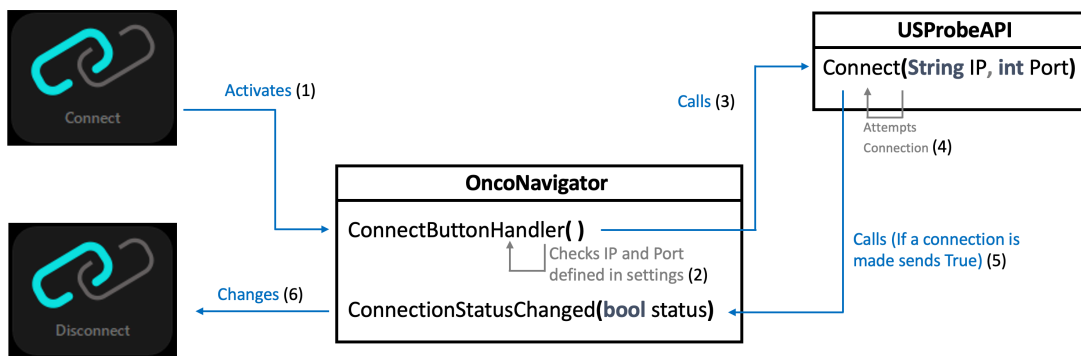 Connect
Activates (1)
Calls (3)
USProbeAPI
Connect(String IP, int Port)
Attempts
Connection (4)
OncoNavigator
ConnectButtonHandler( )
Checks IP and Port
defined in settings (2)
ConnectionStatusChanged(bool status)
Calls (If a connection is
made sends True) (5)
Changes (6)
Disconnect